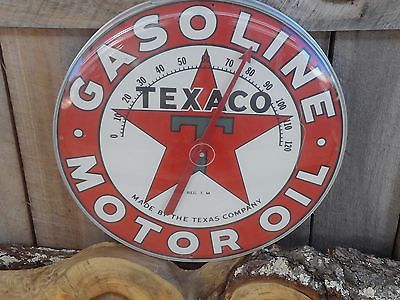 GASOLINE
0 10 20 30 40 50 60 70 80 90 100 110 120
TEXACO
T
MADE BY THE TEXAS COMPANY
• MOTOR OIL •